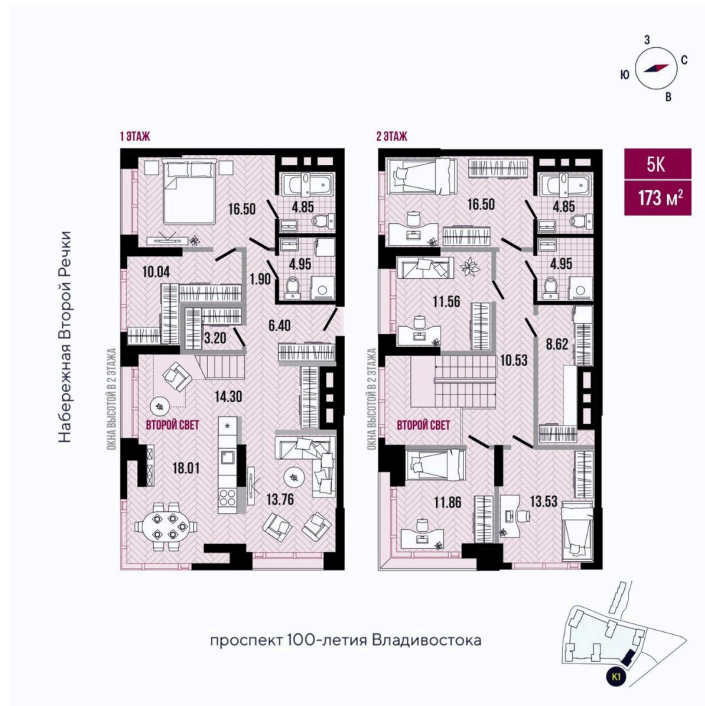 З
С
Ю
В
1 ЭТАЖ
2 ЭТАЖ
5К
173 м²
16.50
4.85
10.04
1.90
4.95
3.20
6.40
14.30
ВТОРОЙ СВЕТ
18.01
13.76
16.50
4.85
11.56
4.95
10.53
8.62
ВТОРОЙ СВЕТ
11.86
13.53
Набережная Второй Речки
ОКНА ВЫСОТОЙ В 2 ЭТАЖА
ОКНА ВЫСОТОЙ В 2 ЭТАЖА
проспект 100-летия Владивостока
К1